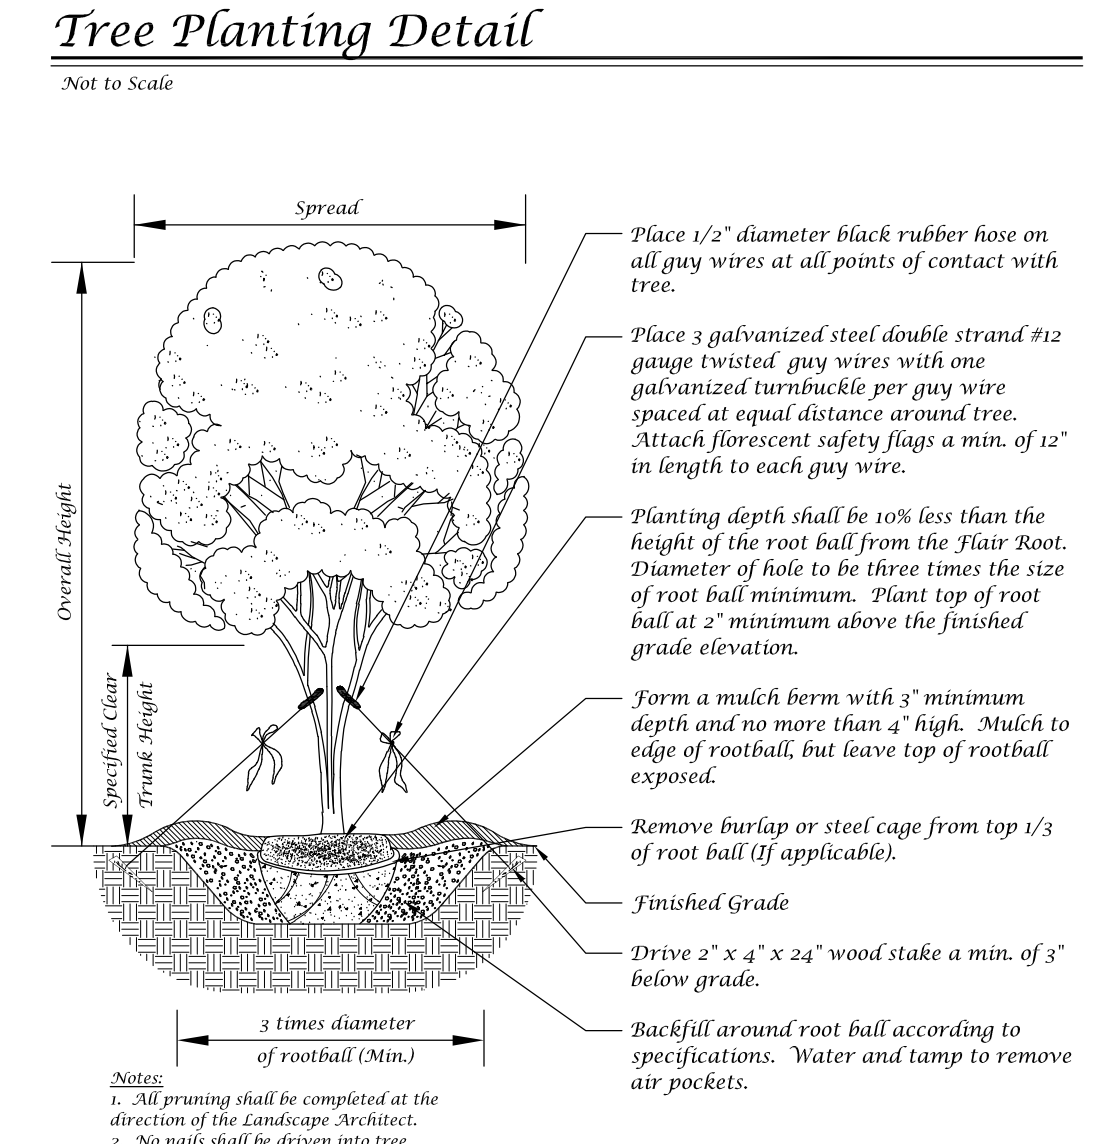 Tree Planting Detail
Not to Scale
Spread
Overall Height
Specified Clear
Trunk Height
Place 1/2" diameter black rubber hose on
all guy wires at all points of contact with
tree.
Place 3 galvanized steel double strand #12
gauge twisted guy wires with one
galvanized turnbuckle per guy wire
spaced at equal distance around tree.
Attach florescent safety flags a min. of 12"
in length to each guy wire.
Planting depth shall be 10% less than the
height of the root ball from the Flair Root.
Diameter of hole to be three times the size
of root ball minimum. Plant top of root
ball at 2" minimum above the finished
grade elevation.
Form a mulch berm with 3" minimum
depth and no more than 4" high. Mulch to
edge of rootball, but leave top of rootball
exposed.
Remove burlap or steel cage from top 1/3
of root ball (If applicable).
Finished Grade
Drive 2" x 4" x 24" wood stake a min. of 3"
below grade.
Backfill around root ball according to
specifications. Water and tamp to remove
air pockets.
3 times diameter
of rootball (Min.)
Notes:
1. All pruning shall be completed at the
direction of the Landscape Architect.
2. No nails shall be driven into tree